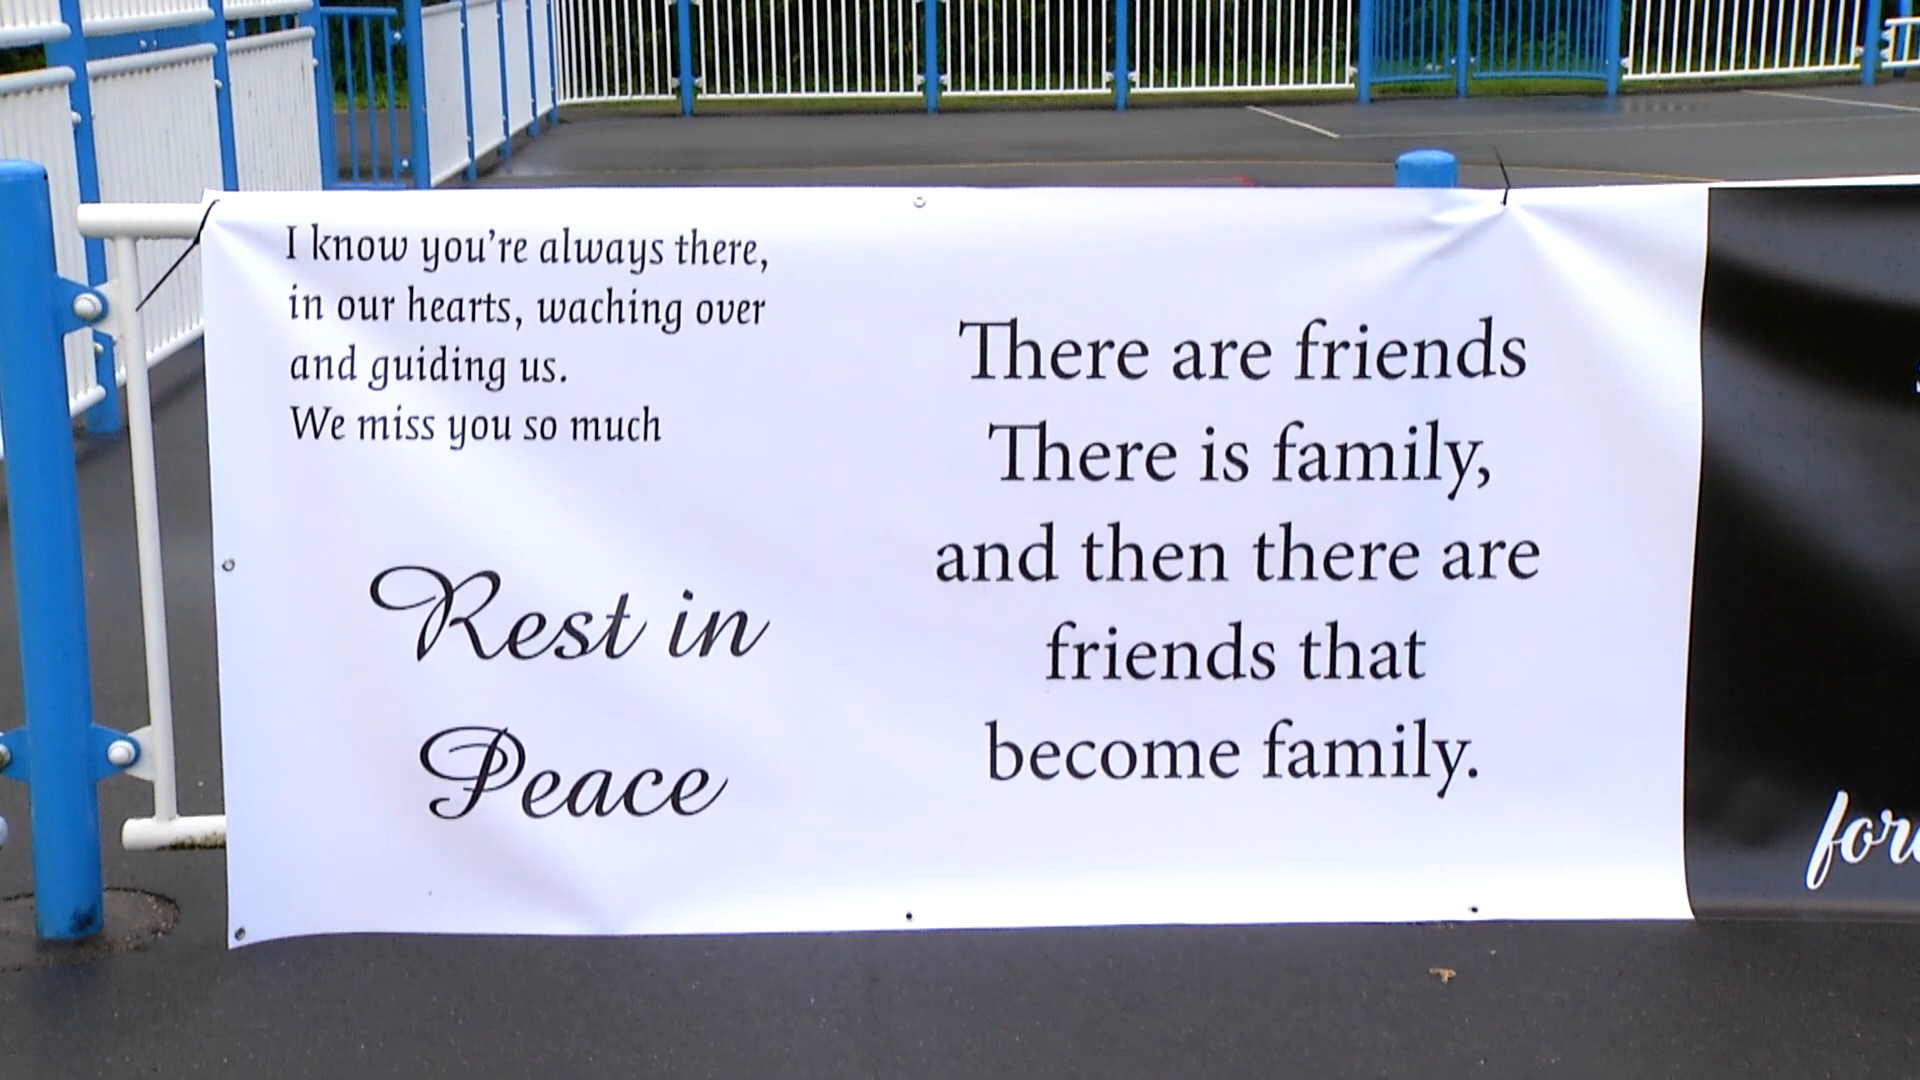 I know you're always there,
in our hearts, waching over
and guiding us.
We miss you so much
Rest in
Peace
There are friends
There is family,
and then there are
friends that
become family.